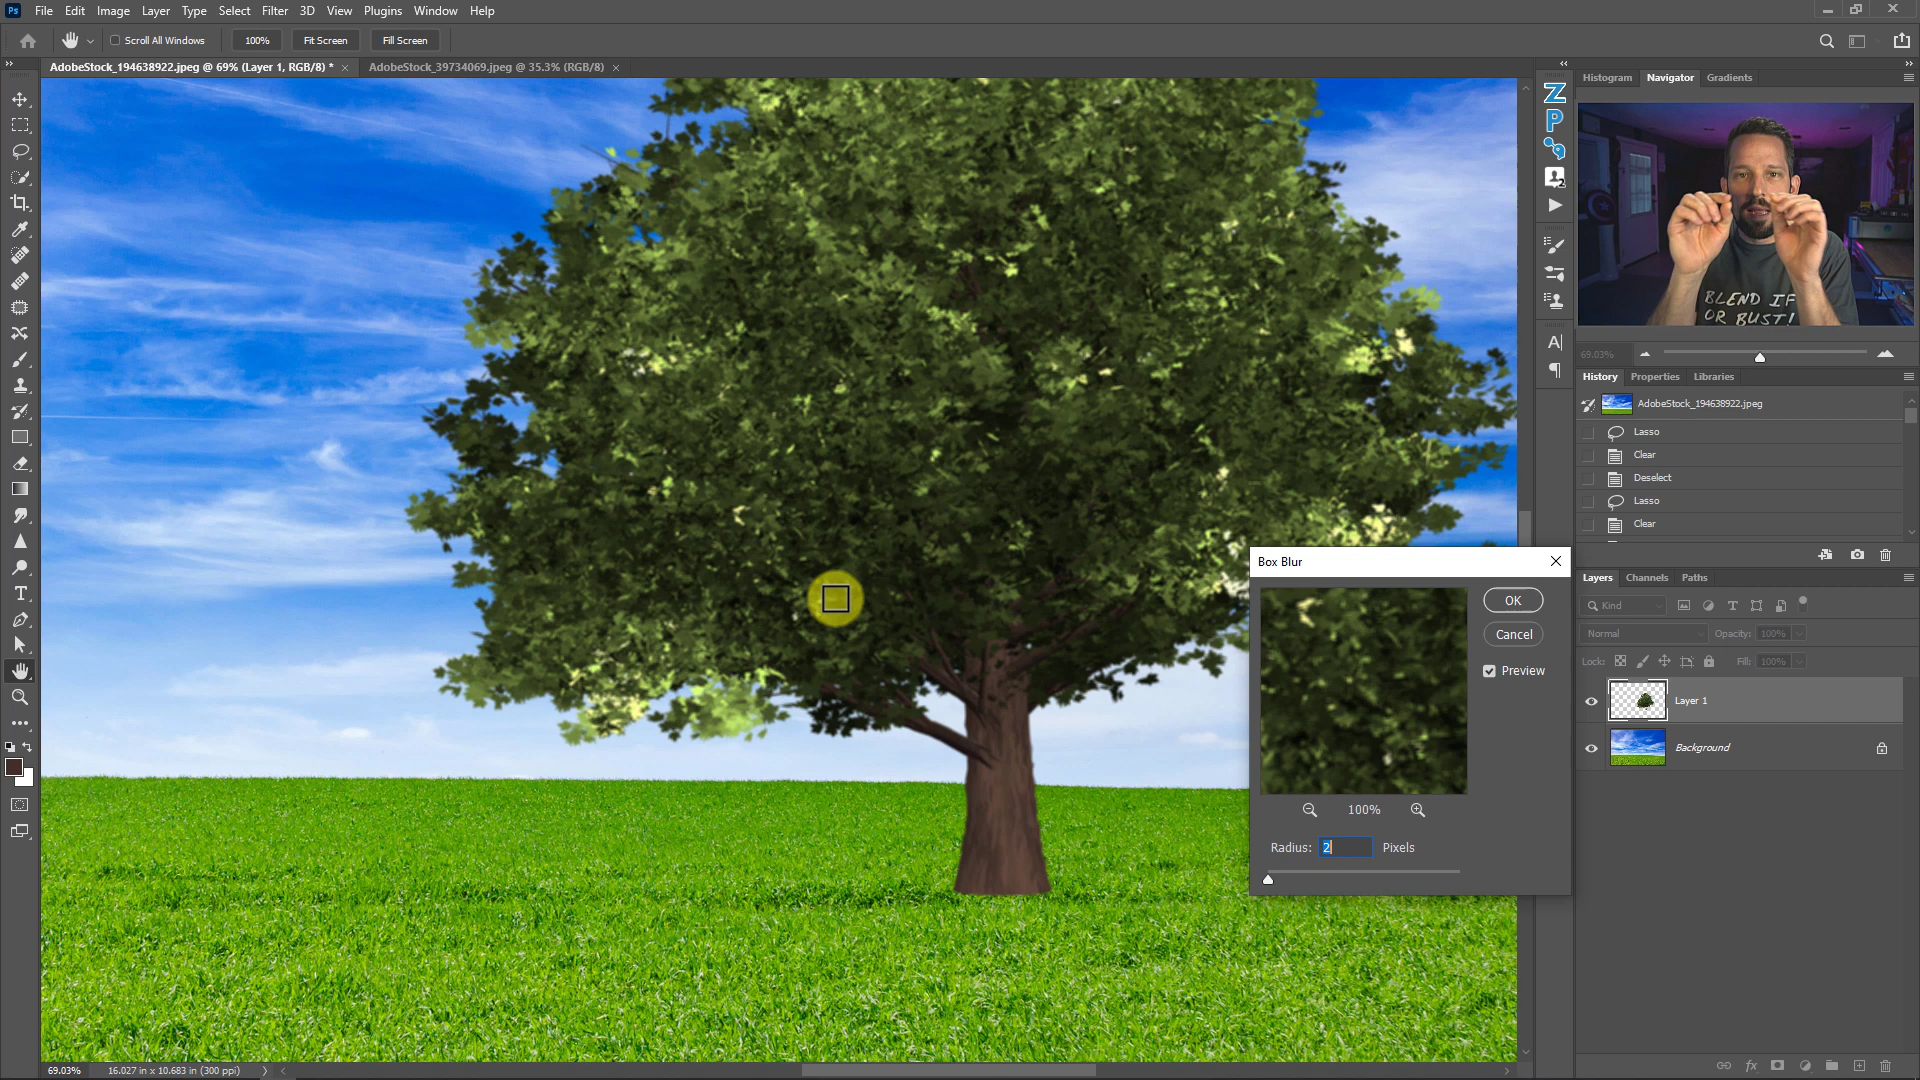 Ps File Edit Image Layer Type Select Filter 3D View Plugins Window Help
Scroll All Windows 100% Fit Screen Fill Screen
AdobeStock_194638922.jpeg @ 69% (Layer 1, RGB/8) * × AdobeStock_39734069.jpeg @ 35.3% (RGB/8) ×
Histogram Navigator Gradients
BLEND IF
OR BUST!
69.03%
History Properties Libraries
AdobeStock_194638922.jpeg
Lasso
Clear
Deselect
Lasso
Clear
Box Blur
OK
Cancel
Preview
100%
Radius: 2 Pixels
Layers Channels Paths
Kind
Normal Opacity: 100%
Lock: Fill: 100%
Layer 1
Background
69.03% 16.027 in x 10.683 in (300 ppi)